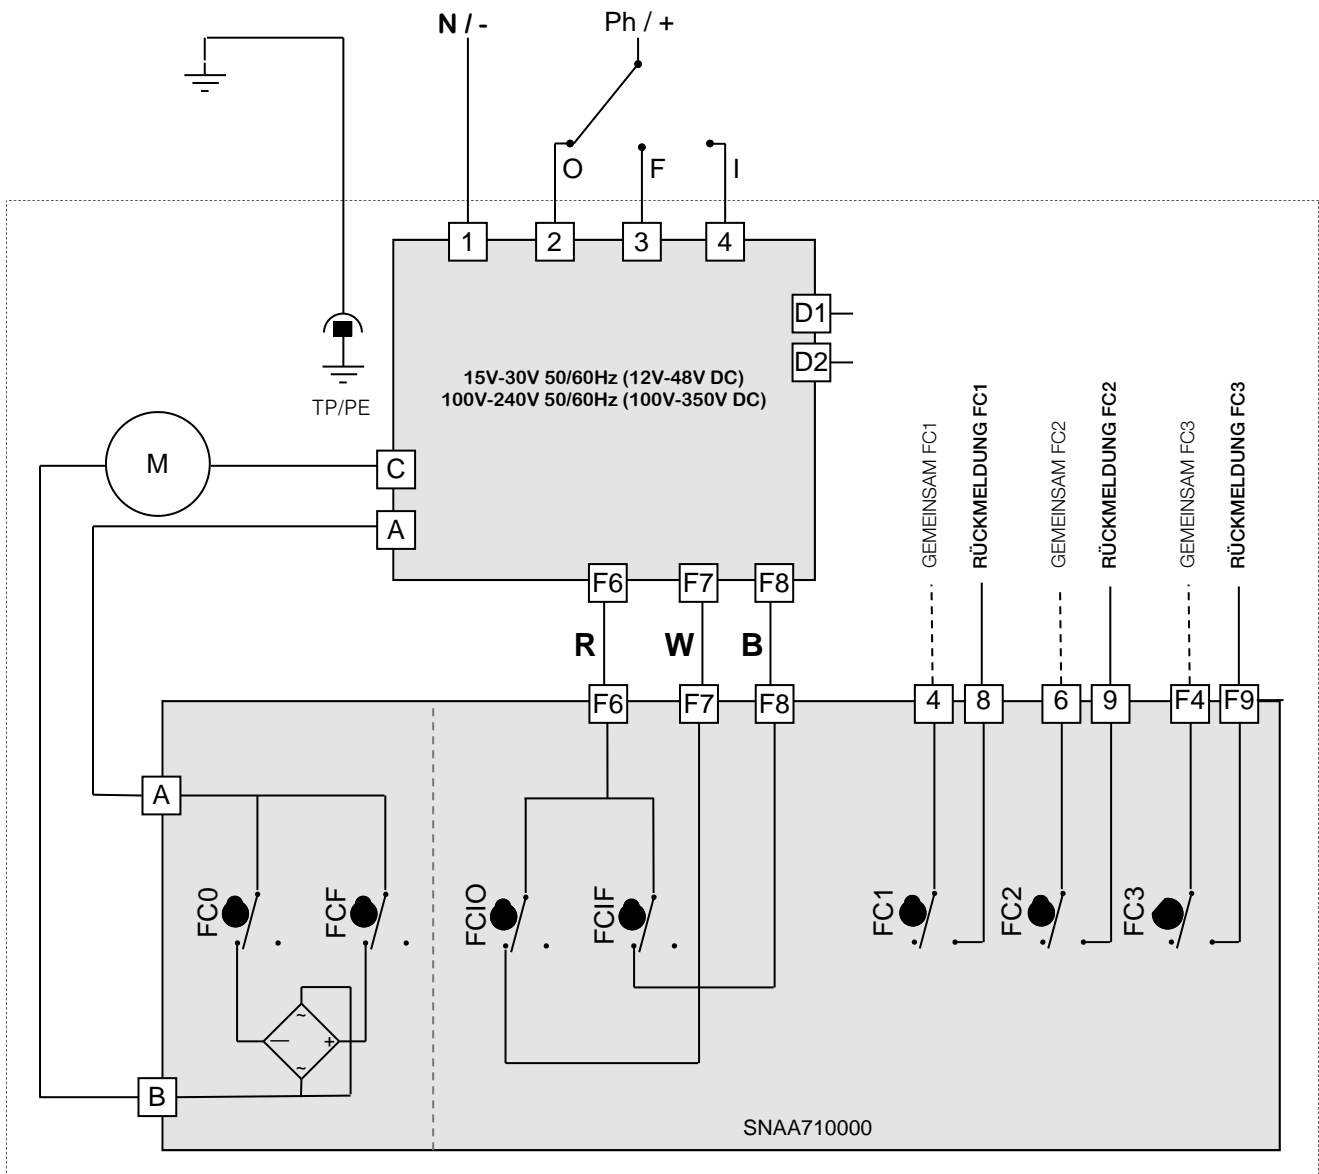 N / -
Ph / +
O
F
I
1
2
3
4
D1
D2
15V-30V 50/60Hz (12V-48V DC)
100V-240V 50/60Hz (100V-350V DC)
TP/PE
M
C
A
F6
F7
F8
R
W
B
GEMEINSAM FC1
RÜCKMELDUNG FC1
GEMEINSAM FC2
RÜCKMELDUNG FC2
GEMEINSAM FC3
RÜCKMELDUNG FC3
F6
F7
F8
4
8
6
9
F4
F9
A
FC0
FCF
FCIO
FCIF
FC1
FC2
FC3
~
—
+
~
B
SNAA710000